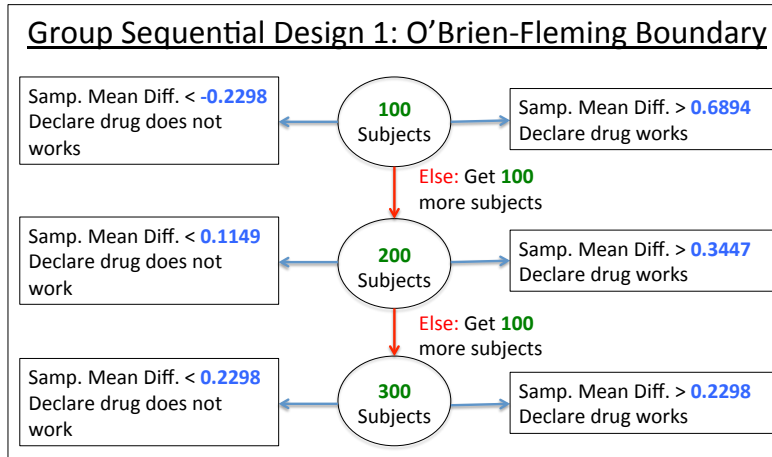 Group Sequential Design 1: O'Brien-Fleming Boundary
Samp. Mean Diff. < -0.2298
Declare drug does not
works
100
Subjects
Samp. Mean Diff. > 0.6894
Declare drug works
Else: Get 100
more subjects
Samp. Mean Diff. < 0.1149
Declare drug does not
work
200
Subjects
Samp. Mean Diff. > 0.3447
Declare drug works
Else: Get 100
more subjects
Samp. Mean Diff. < 0.2298
Declare drug does not
work
300
Subjects
Samp. Mean Diff. > 0.2298
Declare drug works